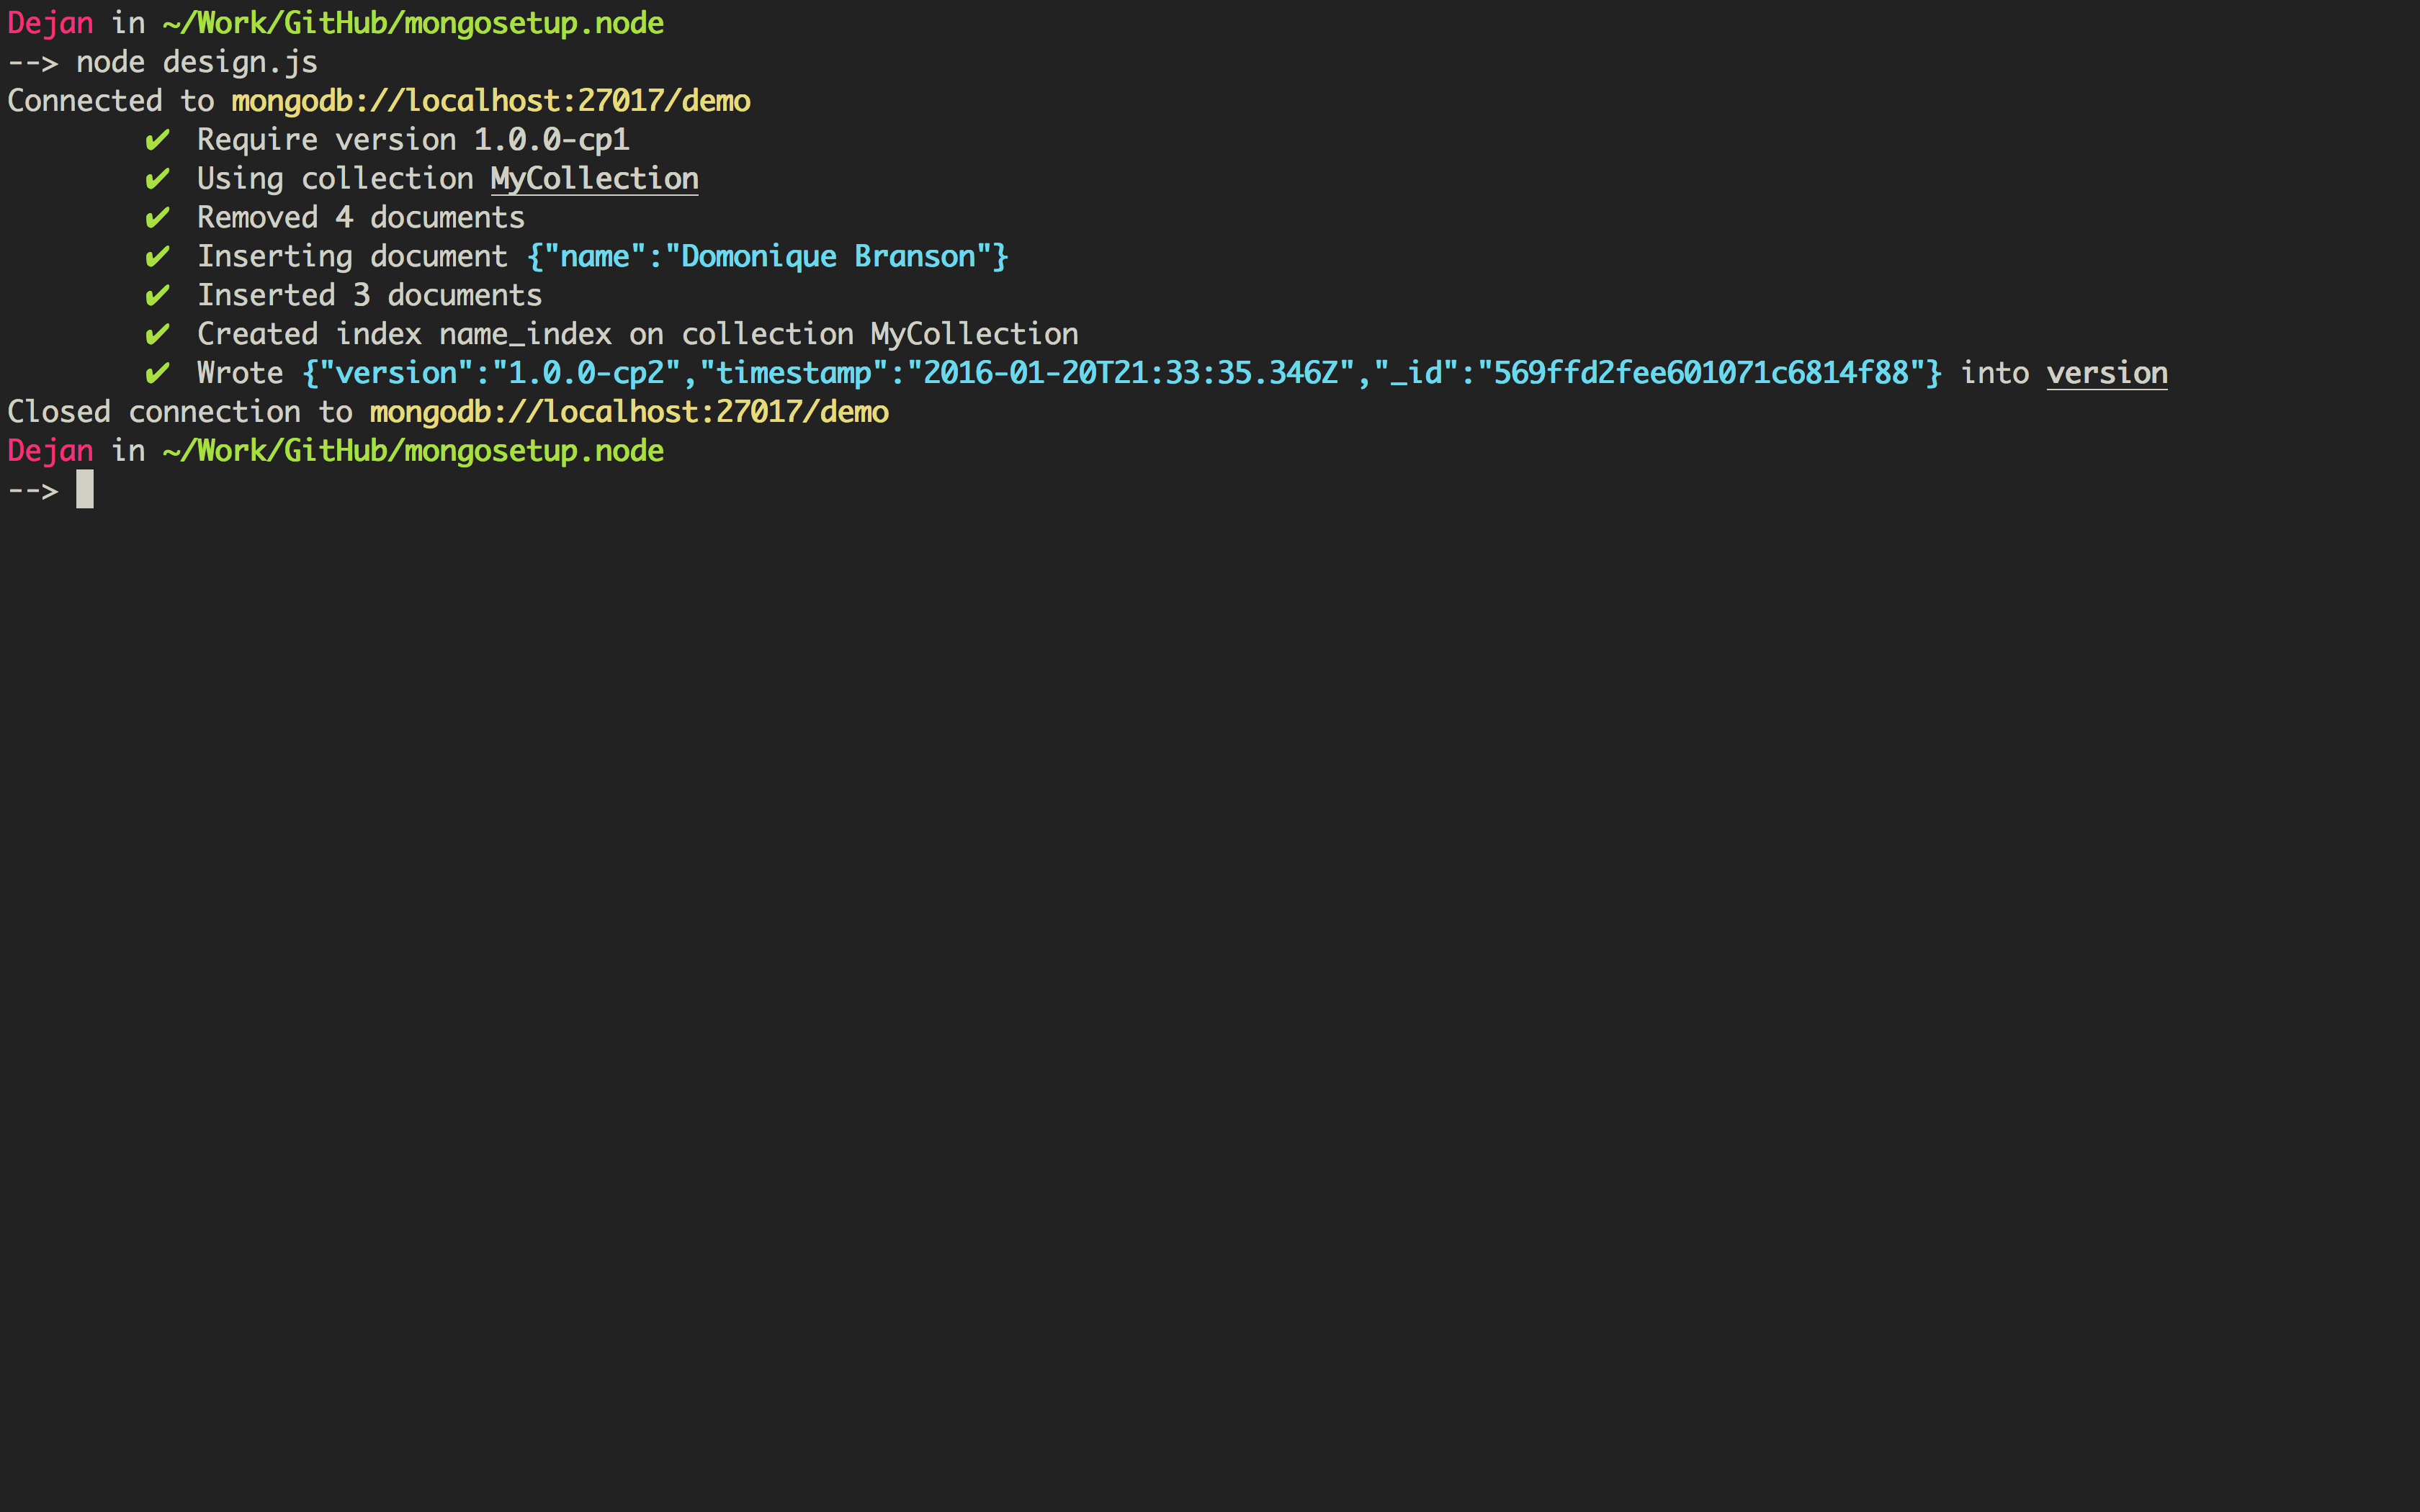 Dejan in ~/Work/GitHub/mongosetup.node
--> node design.js
Connected to mongodb://localhost:27017/demo
✔ Require version 1.0.0-cp1
✔ Using collection MyCollection
✔ Removed 4 documents
✔ Inserting document {"name":"Domonique Branson"}
✔ Inserted 3 documents
✔ Created index name_index on collection MyCollection
✔ Wrote {"version":"1.0.0-cp2","timestamp":"2016-01-20T21:33:35.346Z","_id":"569ffd2fee601071c6814f88"} into version
Closed connection to mongodb://localhost:27017/demo
Dejan in ~/Work/GitHub/mongosetup.node
-->